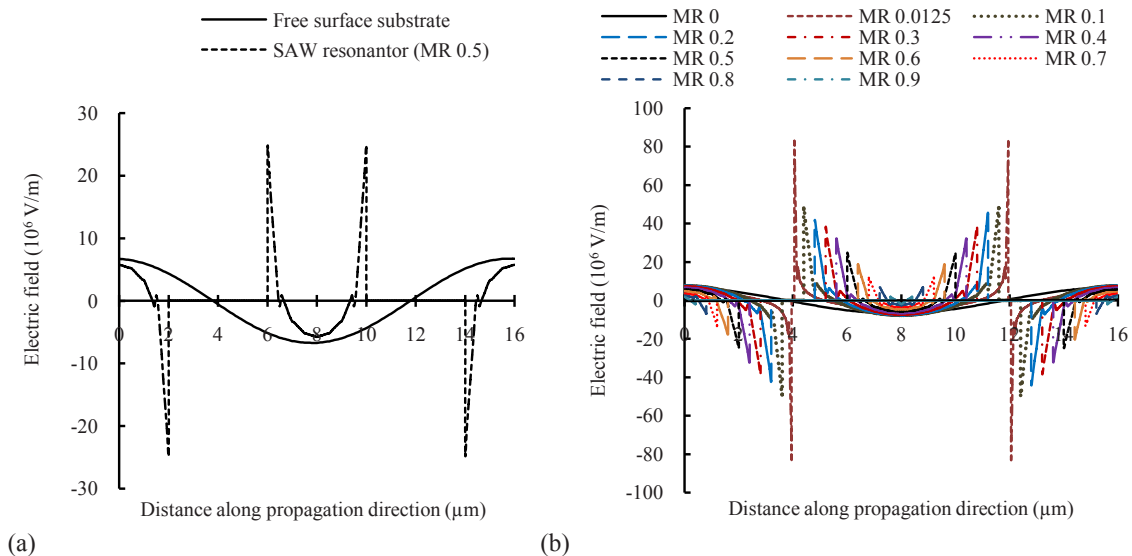 Free surface substrate
SAW resonantor (MR 0.5)
30
20
10
0
-10
-20
-30
0 2 4 6 8 10 12 14 16
Electric field (10⁶ V/m)
Distance along propagation direction (µm)
(a)
MR 0 MR 0.0125 MR 0.1
MR 0.2 MR 0.3 MR 0.4
MR 0.5 MR 0.6 MR 0.7
MR 0.8 MR 0.9
100
80
60
40
20
0
-20
-40
-60
-80
-100
0 2 4 6 8 10 12 14 16
Electric field (10⁶ V/m)
Distance along propagation direction (µm)
(b)